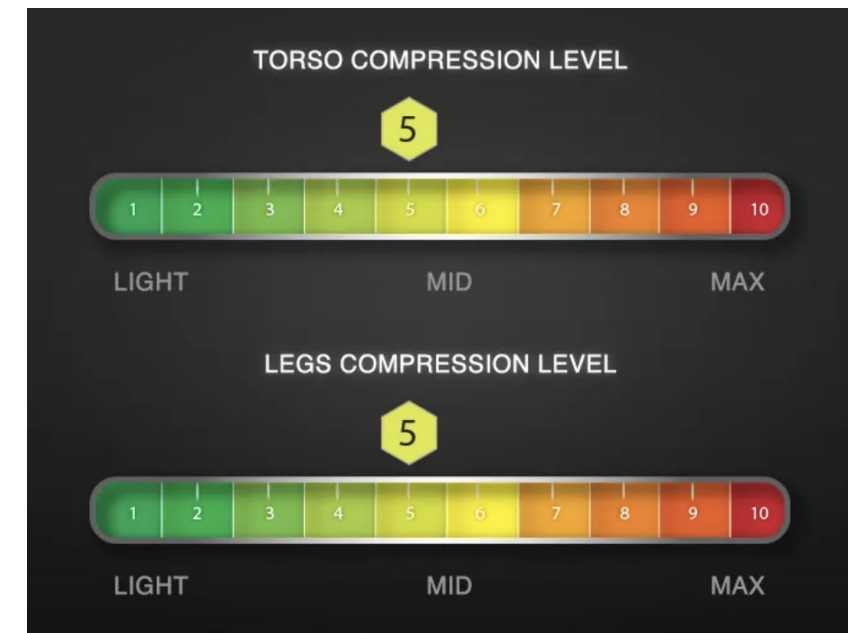 TORSO COMPRESSION LEVEL
5
1 2 3 4 5 6 7 8 9 10
LIGHT MID MAX
LEGS COMPRESSION LEVEL
5
1 2 3 4 5 6 7 8 9 10
LIGHT MID MAX